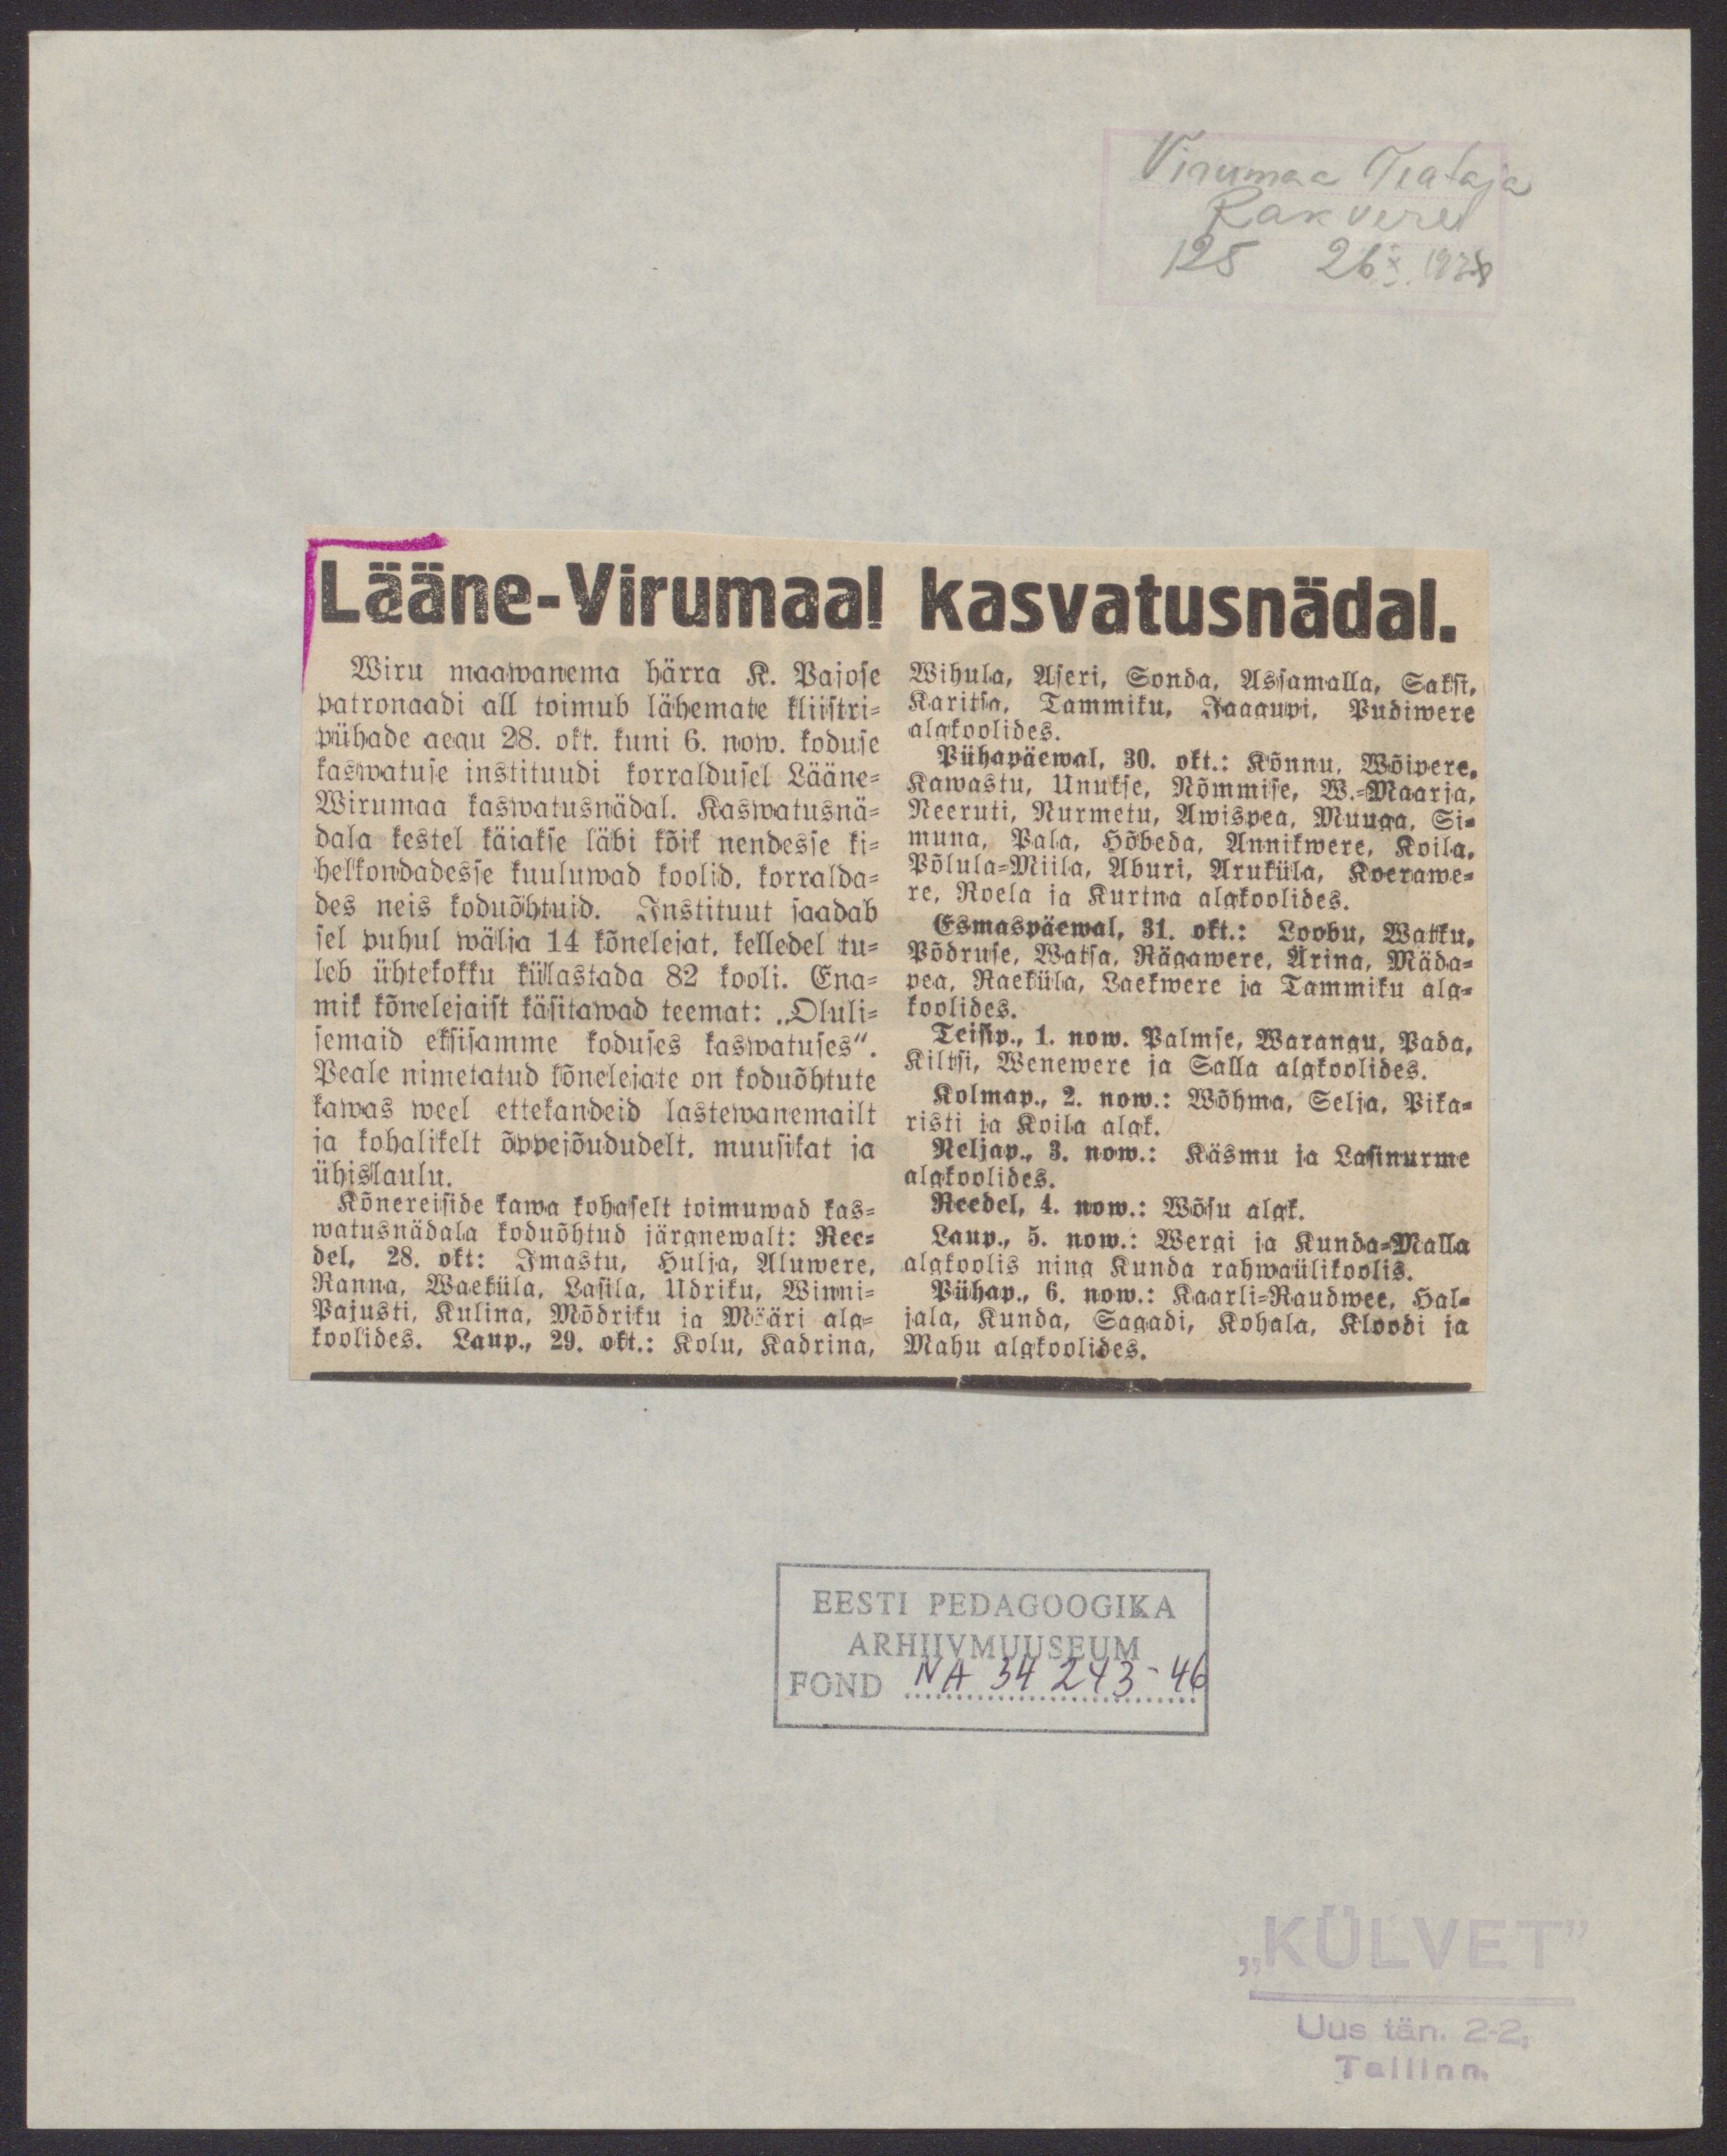 Virumaa Teataja
Rakvere
125 26 X. 1938
Lääne-Virumaal kasvatusnädal.
Wiru maawanema härra K. Pajose
patronaadi all toimub lähemate kliistri-
pühade aegu 28. okt. kuni 6. now. koduse
kaswatuse instituudi korraldusel Lääne-
Wirumaa kaswatusnädal. Kaswatusnä-
dala kestel käiakse läbi kõik nendesse ki-
helkondadesse kuuluwad koolid, korralda-
des neis koduõhtuid. Instituut saadab
sel puhul wälja 14 kõnelejat, kelledel tu-
leb ühtekokku külastada 82 kooli. Ena-
mik kõnelejaist käsitawad teemat: „Oluli-
semaid eksisamme koduses kaswatuses“.
Peale nimetatud kõnelejate on koduõhtute
kawas weel ettekandeid lastewanemailt
ja kohalikelt õppejõududelt, muusikat ja
ühislaulu.
Kõnereiside kawa kohaselt toimuwad kas-
watusnädala koduõhtud järgnewalt: Ree-
del, 28. okt: Imastu, Hulja, Aluwere,
Ranna, Waeküla, Lasila, Udriku, Winni-
Pajusti, Kulina, Mõdriku ja Määri alg-
koolides. Laup., 29. okt.: Kolu, Kadrina,
Wihula, Aseri, Sonda, Assamalla, Saksi,
Karitsa, Tammiku, Jaagupi, Pudiwere
algkoolides.
Pühapäewal, 30. okt.: Kõnnu, Wõipere,
Kawastu, Unukse, Nõmmise, W.-Maarja,
Neeruti, Nurmetu, Awispea, Muuga, Si-
muna, Pala, Hõbeda, Annikwere, Koila,
Põlula-Miila, Aburi, Aruküla, Koerawe-
re, Roela ja Kurtna algkoolides.
Esmaspäewal, 31. okt.: Loobu, Watku,
Põdruse, Watsa, Rägawere, Ärina, Mäda-
pea, Raeküla, Laekwere ja Tammiku alg-
koolides.
Teisip., 1. now. Palmse, Warangu, Pada,
Kiltsi, Wenewere ja Salla algkoolides.
Kolmap., 2. now.: Wõhma, Selja, Pika-
risti ja Koila algk.
Neljap., 3. now.: Käsmu ja Lasinurme
algkoolides.
Reedel, 4. now.: Wõsu algk.
Laup., 5. now.: Wergi ja Kunda-Malla
algkoolis ning Kunda rahwaülikoolis.
Pühap., 6. now.: Kaarli-Raudwee, Hal-
jala, Kunda, Sagadi, Kohala, Kloodi ja
Mahu algkoolides.
EESTI PEDAGOOGIKA
ARHIIVMUUSEUM
FOND NA 34 243-46
„KÜLVET”
Uus tän. 2-2,
Tallinn.